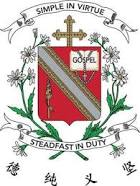 SIMPLE IN VIRTUE
GOSPEL
STEADFAST IN DUTY
德纯义坚